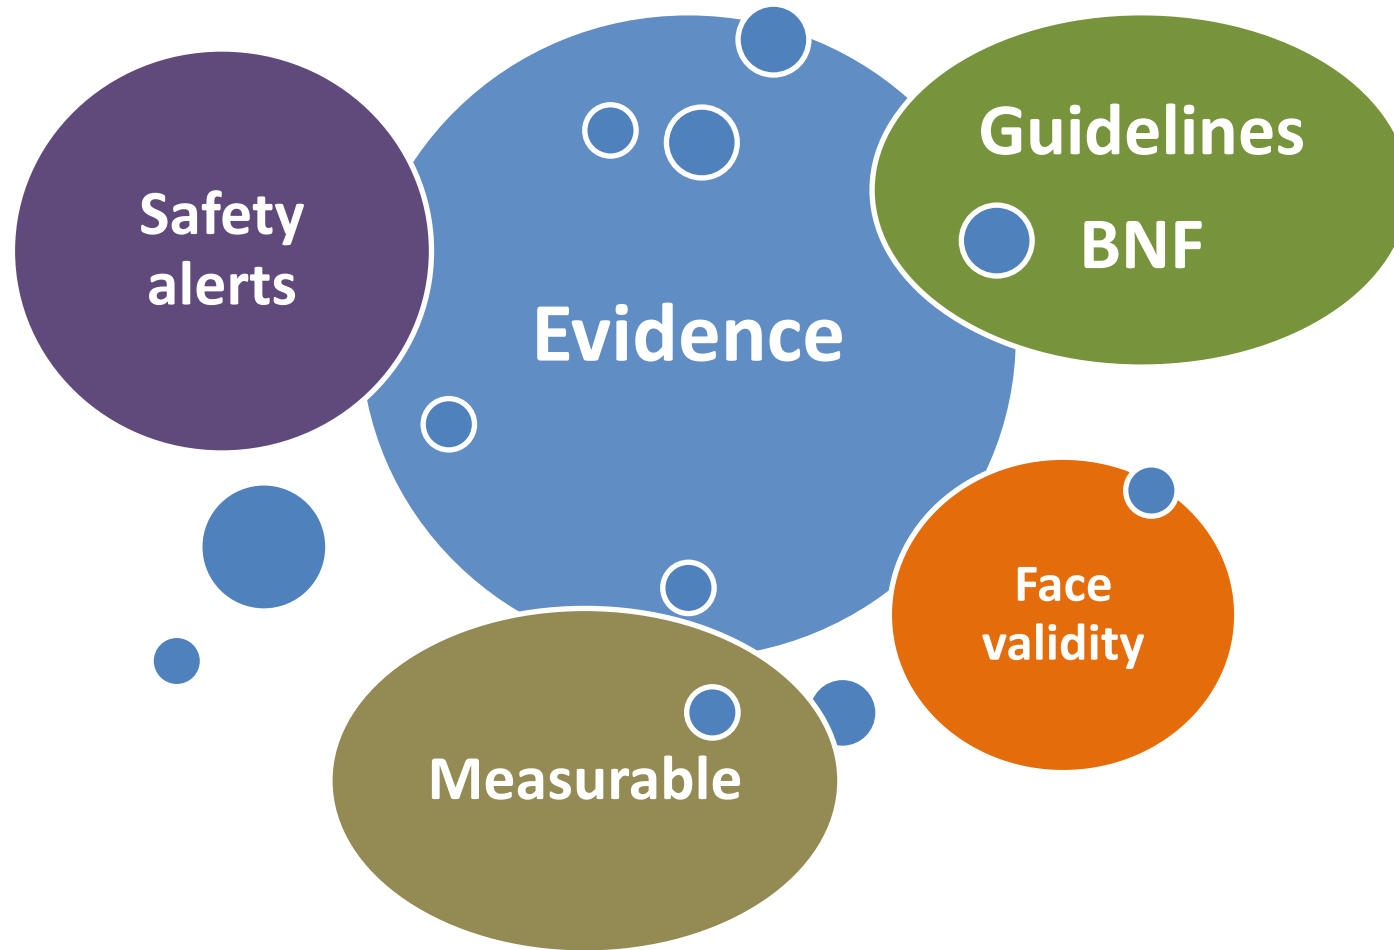 Safety
alerts
Evidence
Guidelines
BNF
Face
validity
Measurable